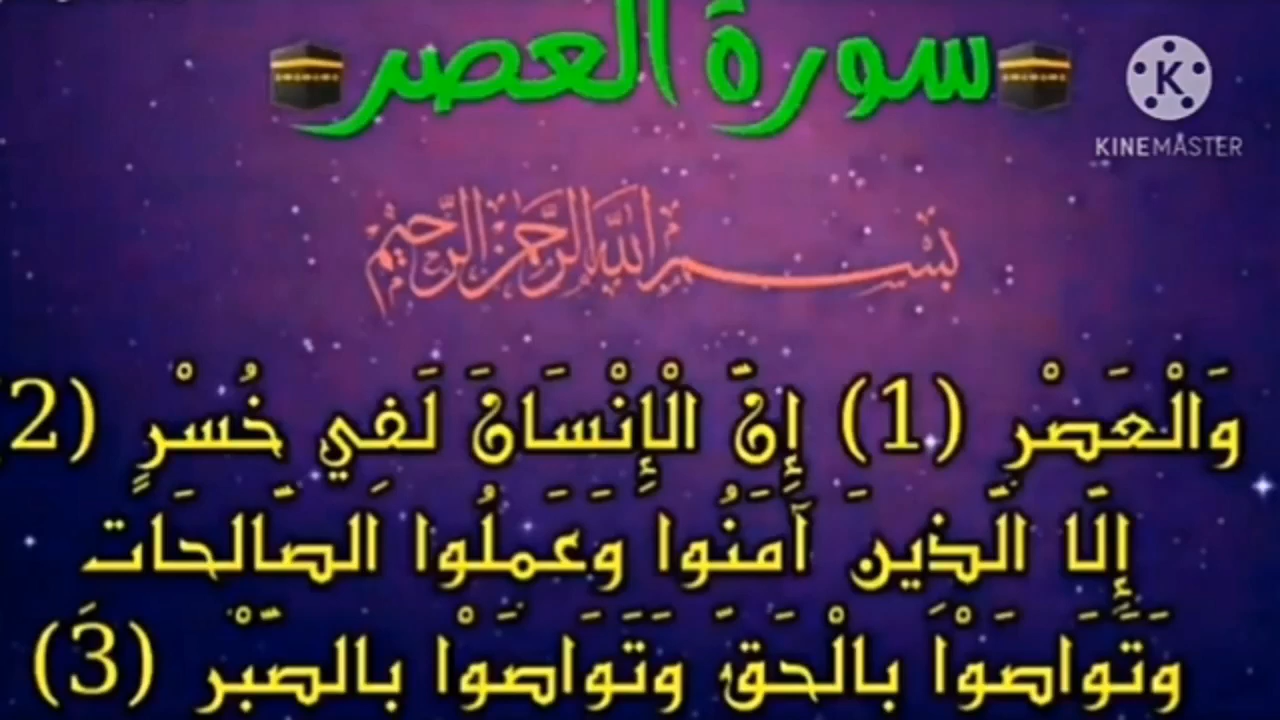 سورة العصر
K
KINEMASTER
بسم الله الرحمن الرحيم
وَالْعَصْرِ (1) إِنَّ الْإِنْسَانَ لَفِي خُسْرٍ (2)
إِلَّا الَّذِينَ آمَنُوا وَعَمِلُوا الصَّالِحَاتِ
وَتَوَاصَوْا بِالْحَقِّ وَتَوَاصَوْا بِالصَّبْرِ (3)